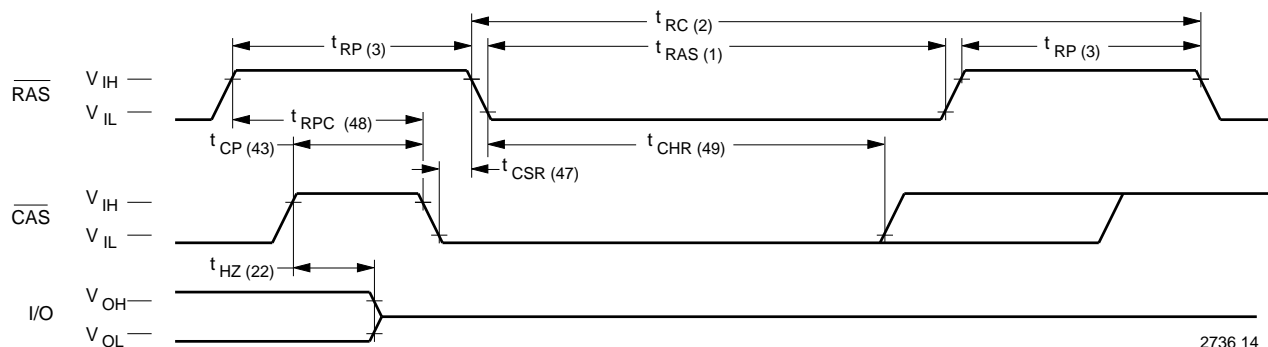 t RC (2)
t RP (3)
t RAS (1)
t RP (3)
RAS
V IH
V IL
t RPC (48)
t CP (43)
t CHR (49)
t CSR (47)
CAS
V IH
V IL
t HZ (22)
I/O
V OH
V OL
2736 14